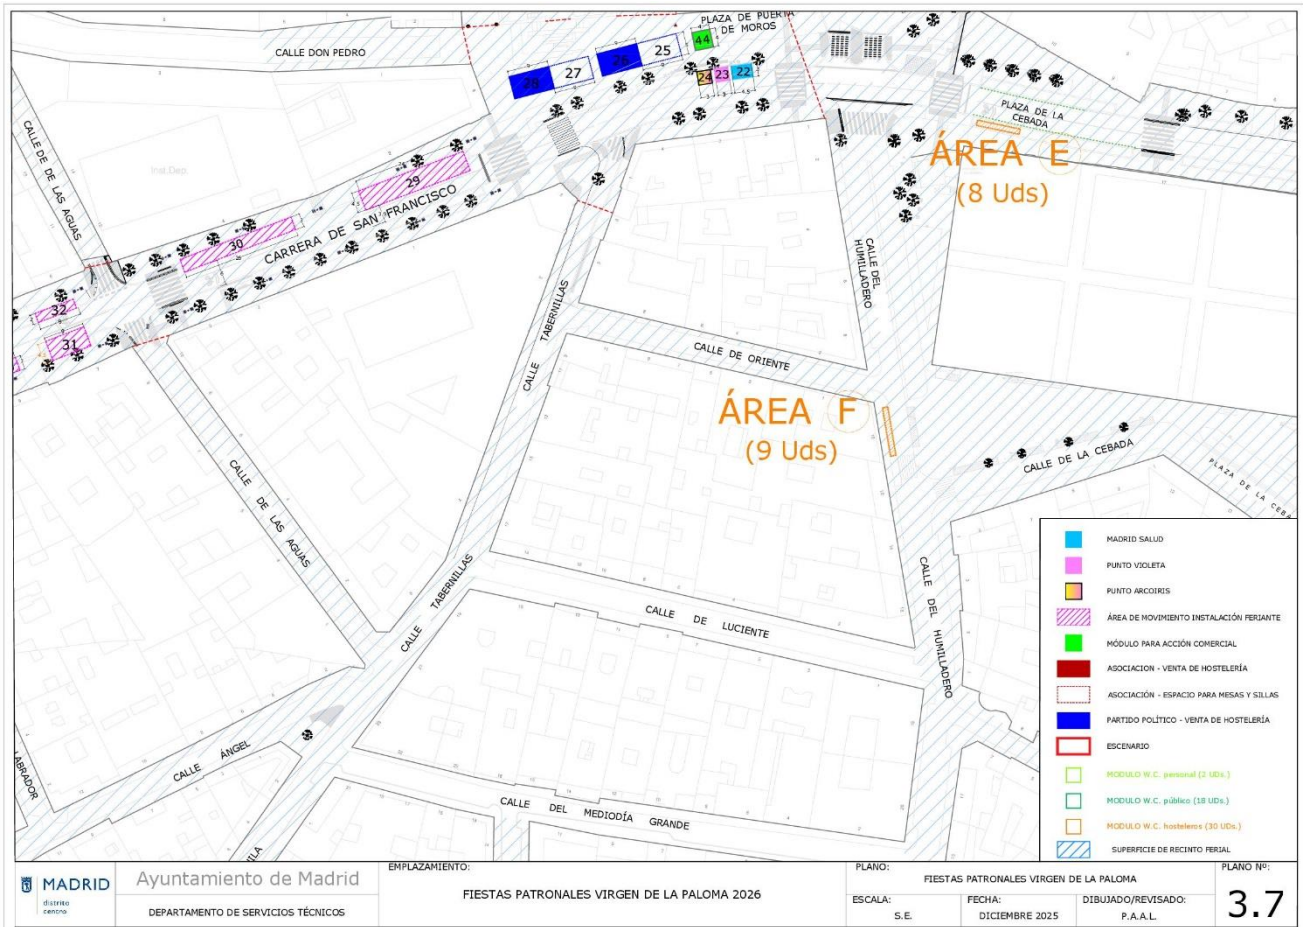 PLAZA DE PUERTA
DE MOROS
CALLE DON PEDRO
44
25
26
27
28
24
23
22
PLAZA DE LA
CEBADA
ÁREA E
(8 Uds)
CALLE DE DE LAS AGUAS
Inst.Dep.
29
CARRERA DE SAN FRANCISCO
30
32
31
CALLE DEL
HUMILLADERO
CALLE TABERNILLAS
CALLE DE ORIENTE
ÁREA F
(9 Uds)
CALLE DE LA CEBADA
PLAZA DE LA CEBA
CALLE DE LAS AGUAS
CALLE TABERNILLAS
CALLE DE LUCIENTE
CALLE DEL HUMILLADERO
CALLE ÁNGEL
LABRADOR
CALLE DEL MEDIODÍA GRANDE
ILA
MADRID SALUD
PUNTO VIOLETA
PUNTO ARCOIRIS
ÁREA DE MOVIMIENTO INSTALACIÓN FERIANTE
MÓDULO PARA ACCIÓN COMERCIAL
ASOCIACION - VENTA DE HOSTELERÍA
ASOCIACIÓN - ESPACIO PARA MESAS Y SILLAS
PARTIDO POLÍTICO - VENTA DE HOSTELERÍA
ESCENARIO
MODULO W.C. personal (2 UDs.)
MODULO W.C. público (18 UDs.)
MODULO W.C. hosteleros (30 UDs.)
SUPERFICIE DE RECINTO FERIAL
MADRID
distrito
centro
Ayuntamiento de Madrid
DEPARTAMENTO DE SERVICIOS TÉCNICOS
EMPLAZAMIENTO:
FIESTAS PATRONALES VIRGEN DE LA PALOMA 2026
PLANO:
FIESTAS PATRONALES VIRGEN DE LA PALOMA
ESCALA:
S.E.
FECHA:
DICIEMBRE 2025
DIBUJADO/REVISADO:
P.A.A.L.
PLANO Nº:
3.7